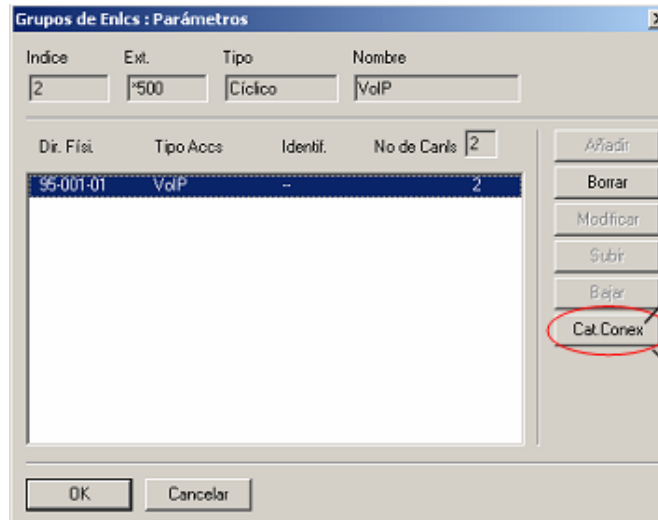 Grupos de Enlcs : Parámetros
Indice Ext. Tipo Nombre
2 *500 Cíclico VoIP
Dir. Físi. Tipo Accs Identif. No de Canls 2
95-001-01 VoIP -- 2
Añadir
Borrar
Modificar
Subir
Bajar
Cat.Conex
OK Cancelar